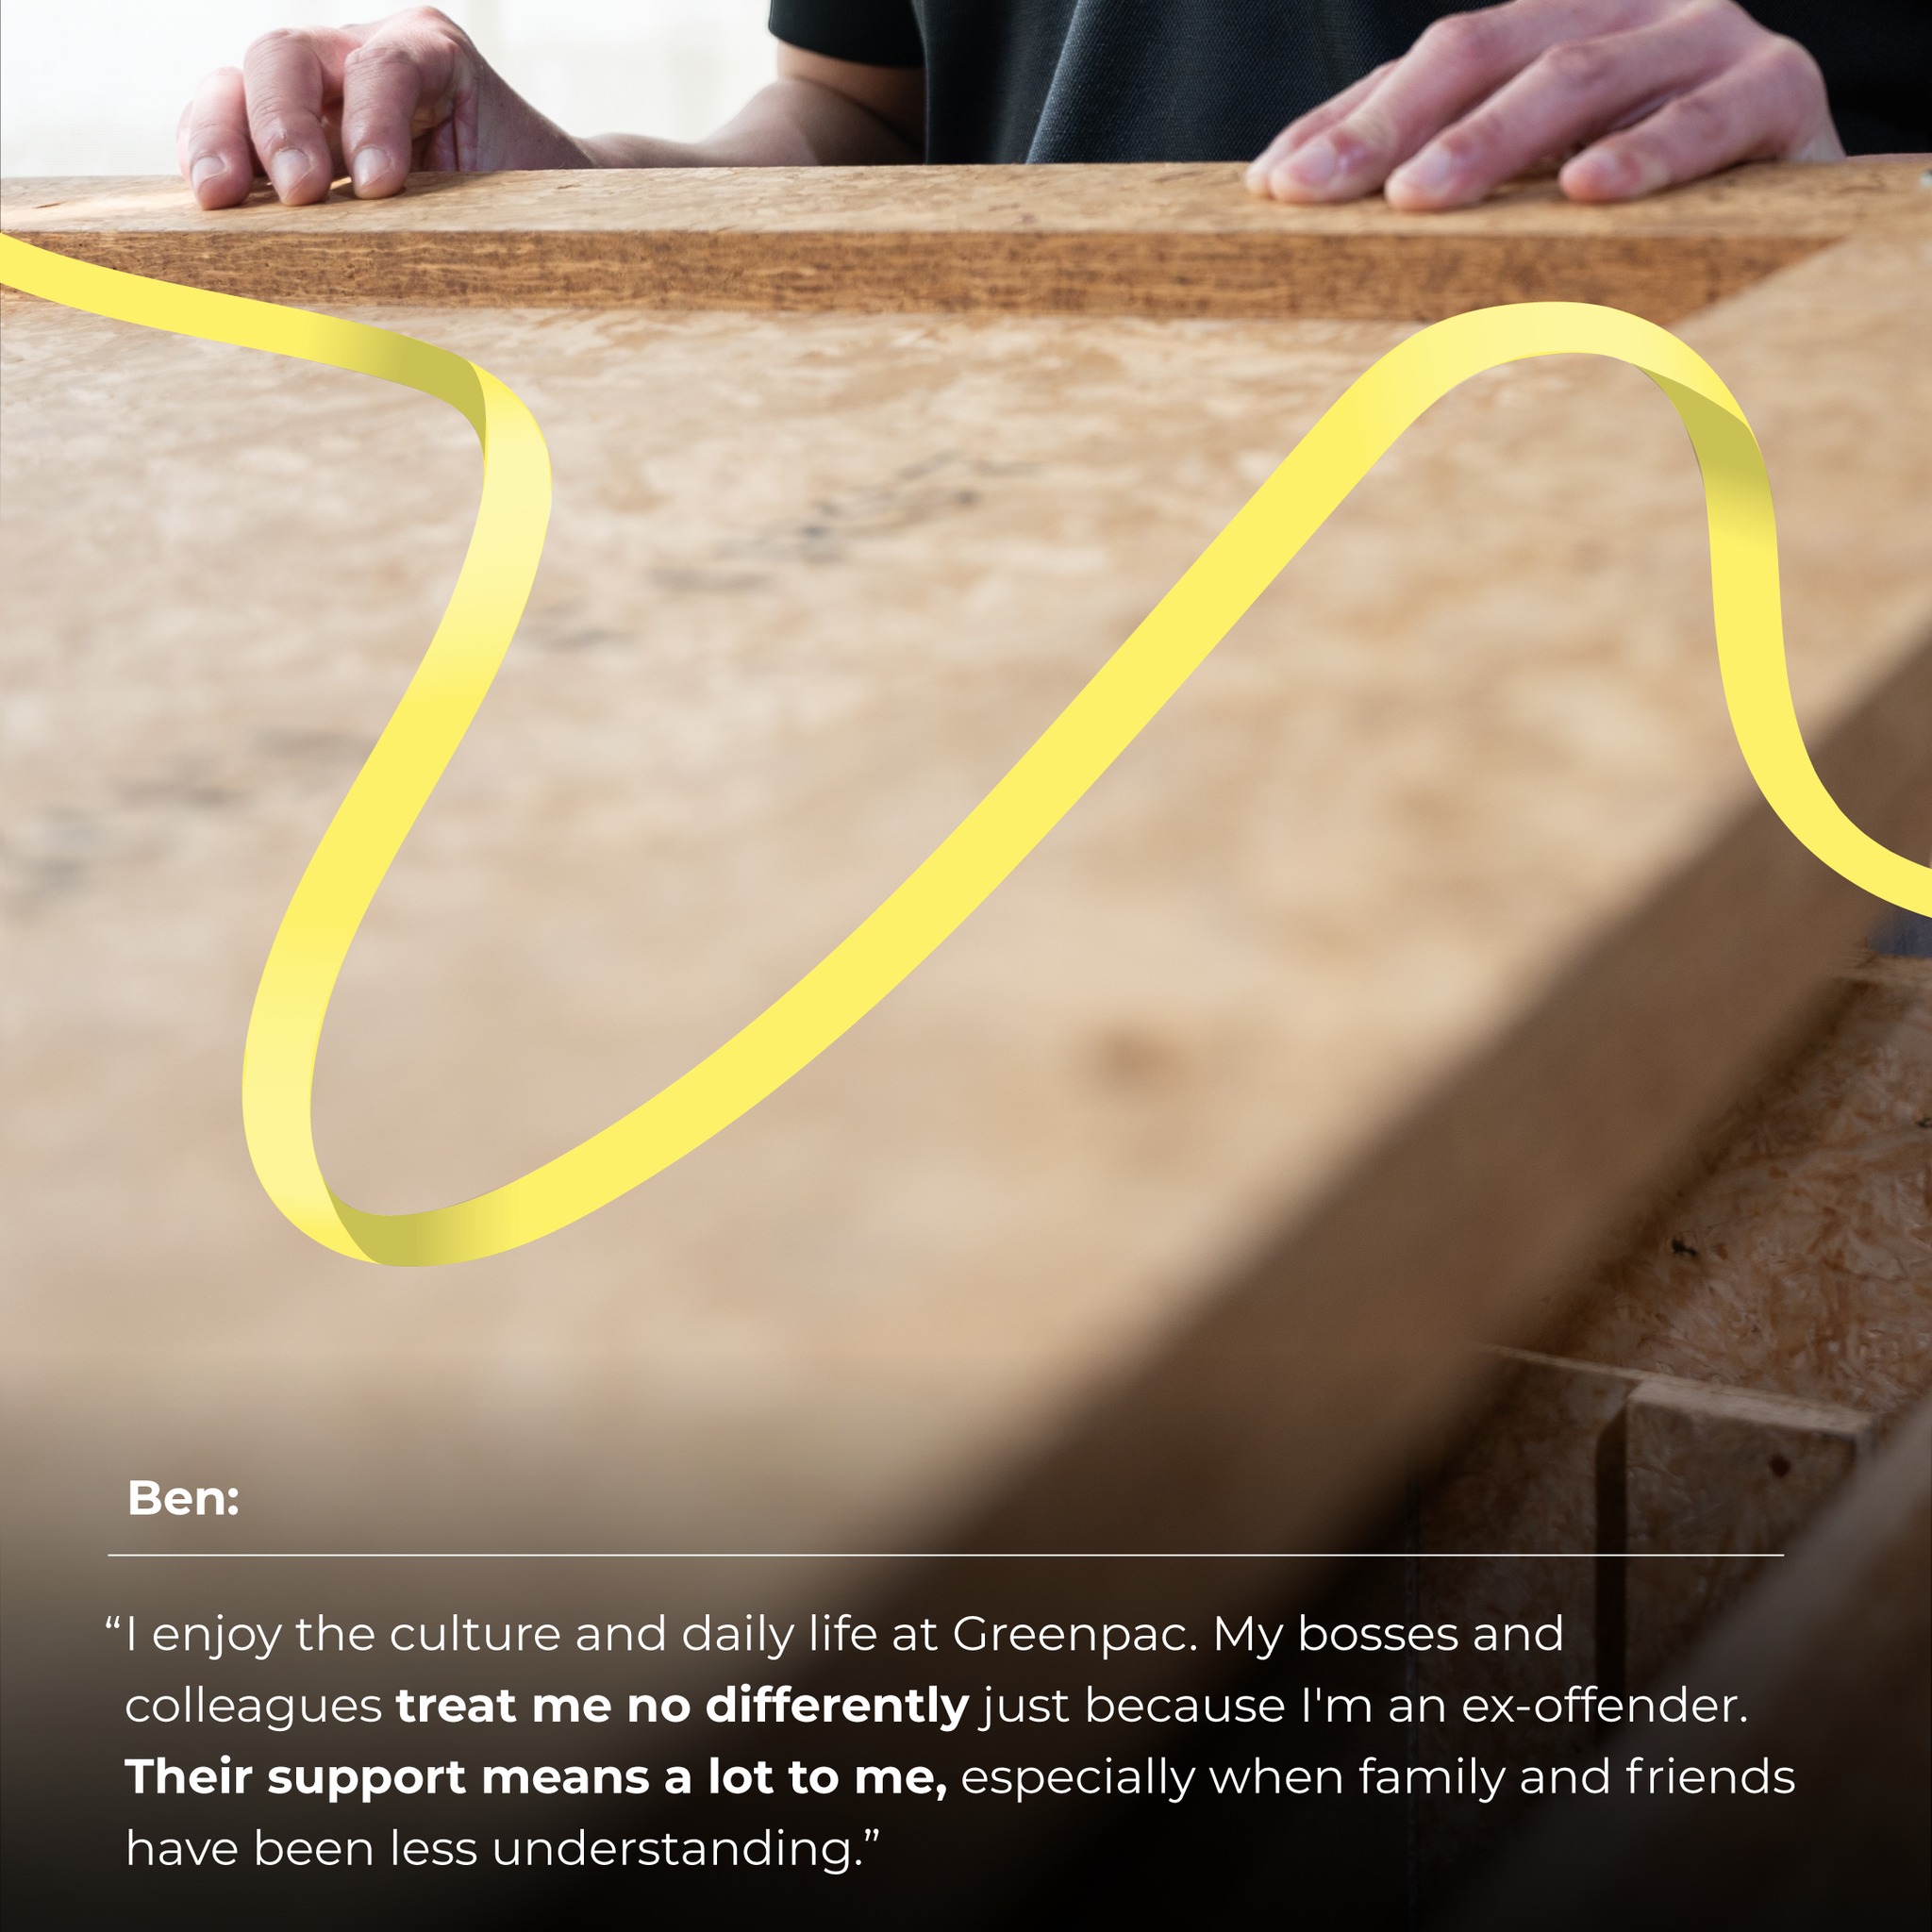 Ben:
“I enjoy the culture and daily life at Greenpac. My bosses and
colleagues treat me no differently just because I'm an ex-offender.
Their support means a lot to me, especially when family and friends
have been less understanding.”